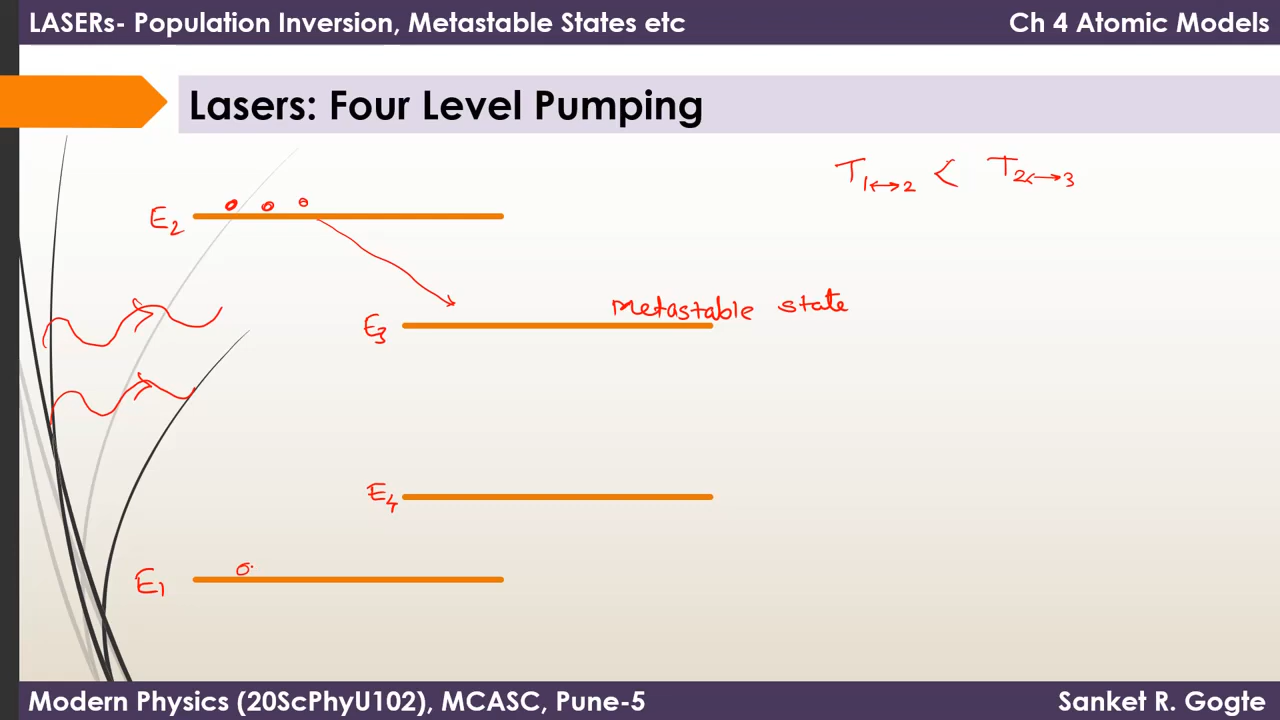 LASERs- Population Inversion, Metastable States etc Ch 4 Atomic Models
Lasers: Four Level Pumping
T1↔2 < T2↔3
E2
Metastable state
E3
E4
E1
Modern Physics (20ScPhyU102), MCASC, Pune-5 Sanket R. Gogte